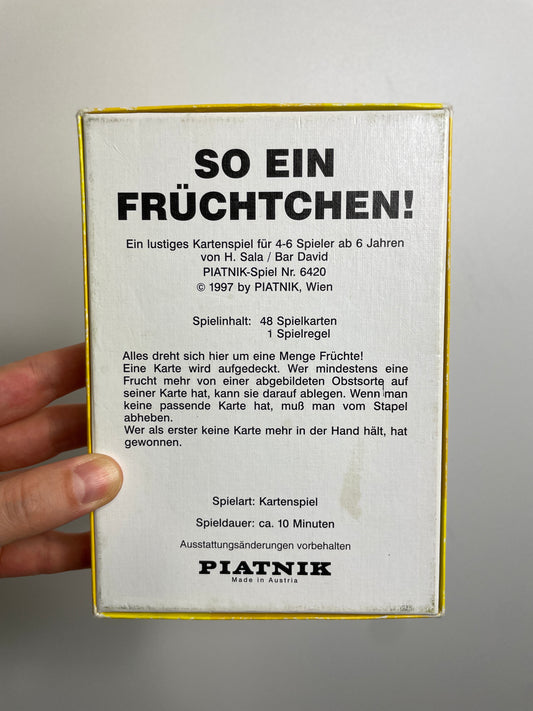 SO EIN
FRÜCHTCHEN!
Ein lustiges Kartenspiel für 4-6 Spieler ab 6 Jahren
von H. Sala / Bar David
PIATNIK-Spiel Nr. 6420
© 1997 by PIATNIK, Wien
Spielinhalt: 48 Spielkarten
1 Spielregel
Alles dreht sich hier um eine Menge Früchte!
Eine Karte wird aufgedeckt. Wer mindestens eine
Frucht mehr von einer abgebildeten Obstsorte auf
seiner Karte hat, kann sie darauf ablegen. Wenn man
keine passende Karte hat, muß man vom Stapel
abheben.
Wer als erster keine Karte mehr in der Hand hält, hat
gewonnen.
Spielart: Kartenspiel
Spieldauer: ca. 10 Minuten
Ausstattungsänderungen vorbehalten
PIATNIK
Made in Austria